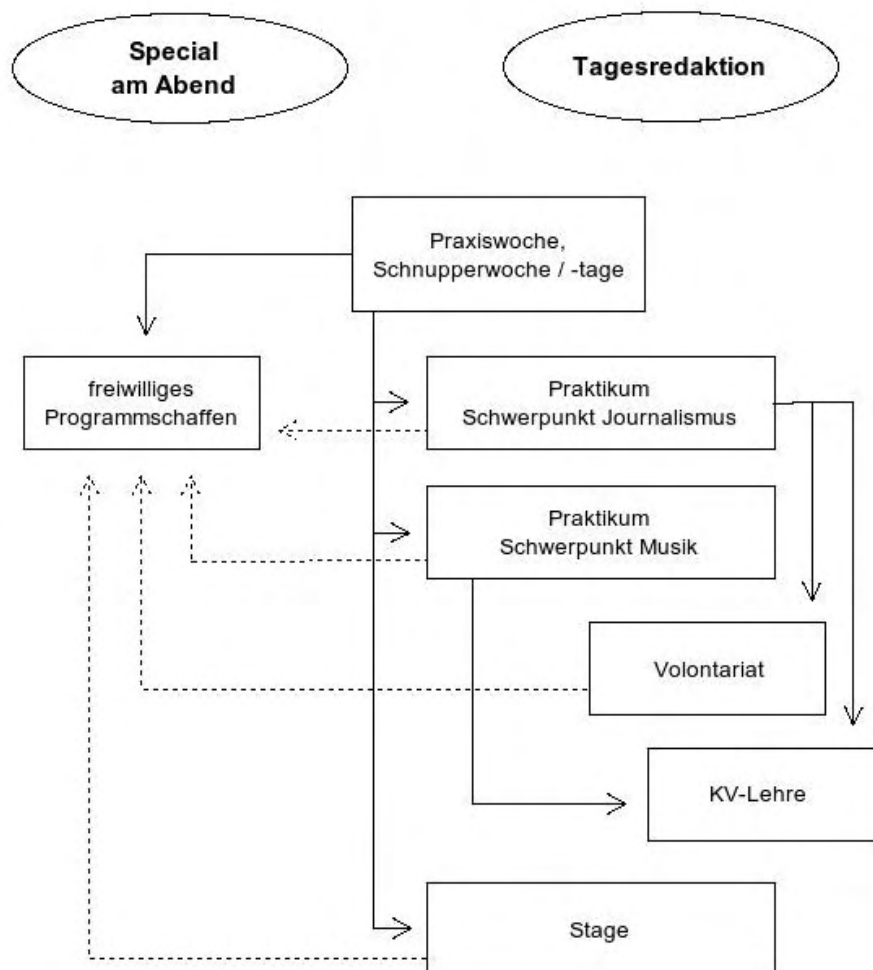 Special
am Abend
Tagesredaktion
Praxiswoche,
Schnupperwoche / -tage
freiwilliges
Programmschaffen
Praktikum
Schwerpunkt Journalismus
Praktikum
Schwerpunkt Musik
Volontariat
KV-Lehre
Stage